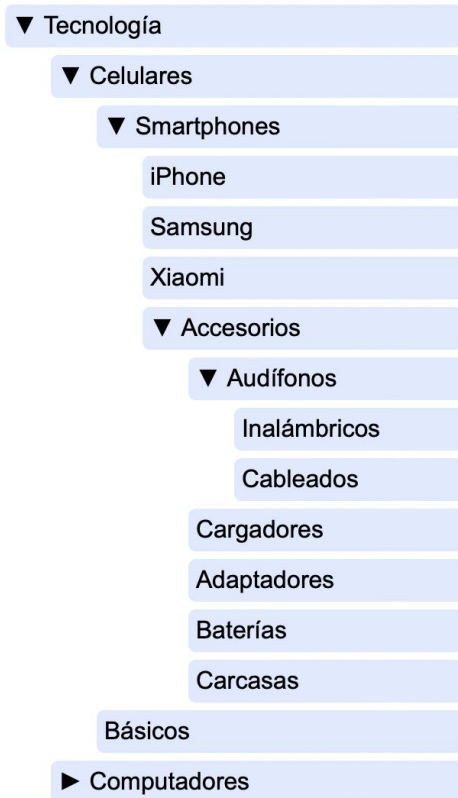 ▼ Tecnología
▼ Celulares
▼ Smartphones
iPhone
Samsung
Xiaomi
▼ Accesorios
▼ Audífonos
Inalámbricos
Cableados
Cargadores
Adaptadores
Baterías
Carcasas
Básicos
► Computadores